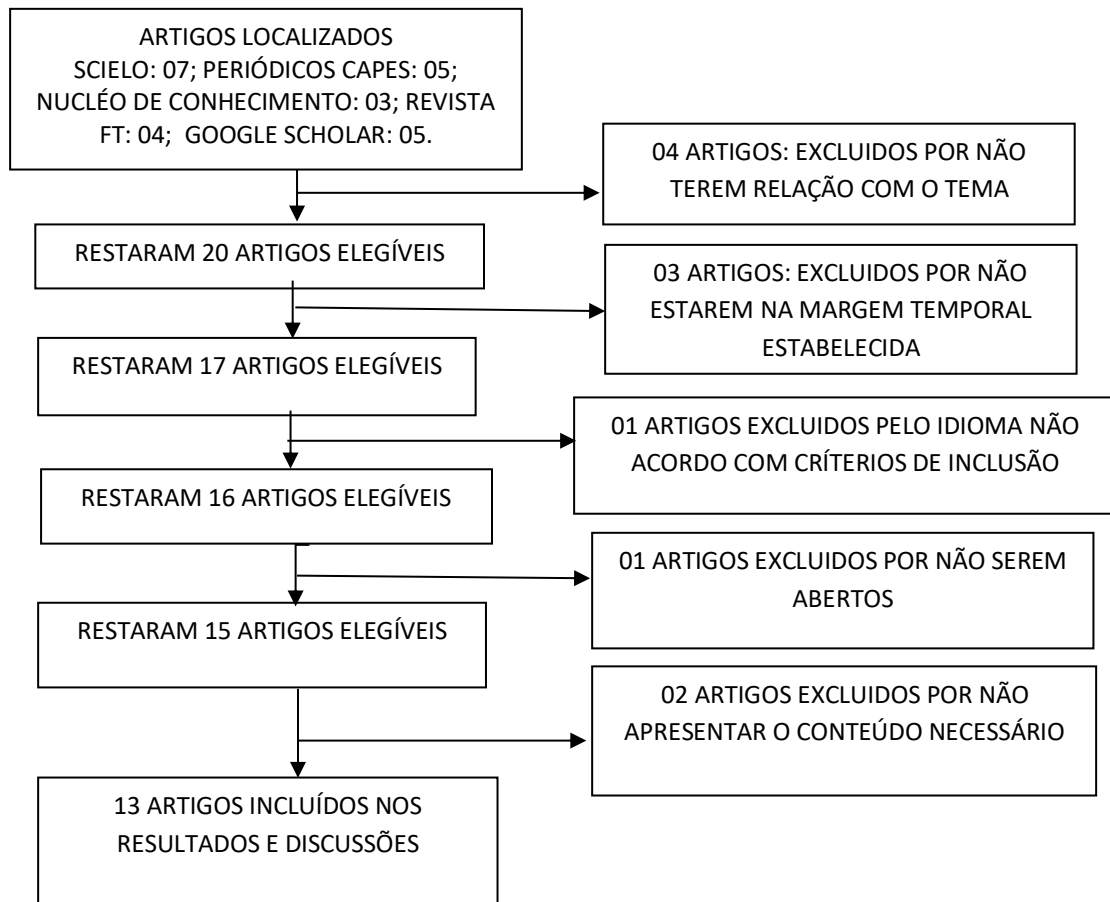 ARTIGOS LOCALIZADOS
SCIELO: 07; PERIÓDICOS CAPES: 05;
NUCLÉO DE CONHECIMENTO: 03; REVISTA
FT: 04; GOOGLE SCHOLAR: 05.
04 ARTIGOS: EXCLUIDOS POR NÃO
TEREM RELAÇÃO COM O TEMA
RESTARAM 20 ARTIGOS ELEGÍVEIS
03 ARTIGOS: EXCLUIDOS POR NÃO
ESTAREM NA MARGEM TEMPORAL
ESTABELECIDA
RESTARAM 17 ARTIGOS ELEGÍVEIS
01 ARTIGOS EXCLUIDOS PELO IDIOMA NÃO
ACORDO COM CRÍTERIOS DE INCLUSÃO
RESTARAM 16 ARTIGOS ELEGÍVEIS
01 ARTIGOS EXCLUIDOS POR NÃO SEREM
ABERTOS
RESTARAM 15 ARTIGOS ELEGÍVEIS
02 ARTIGOS EXCLUIDOS POR NÃO
APRESENTAR O CONTEÚDO NECESSÁRIO
13 ARTIGOS INCLUÍDOS NOS
RESULTADOS E DISCUSSÕES